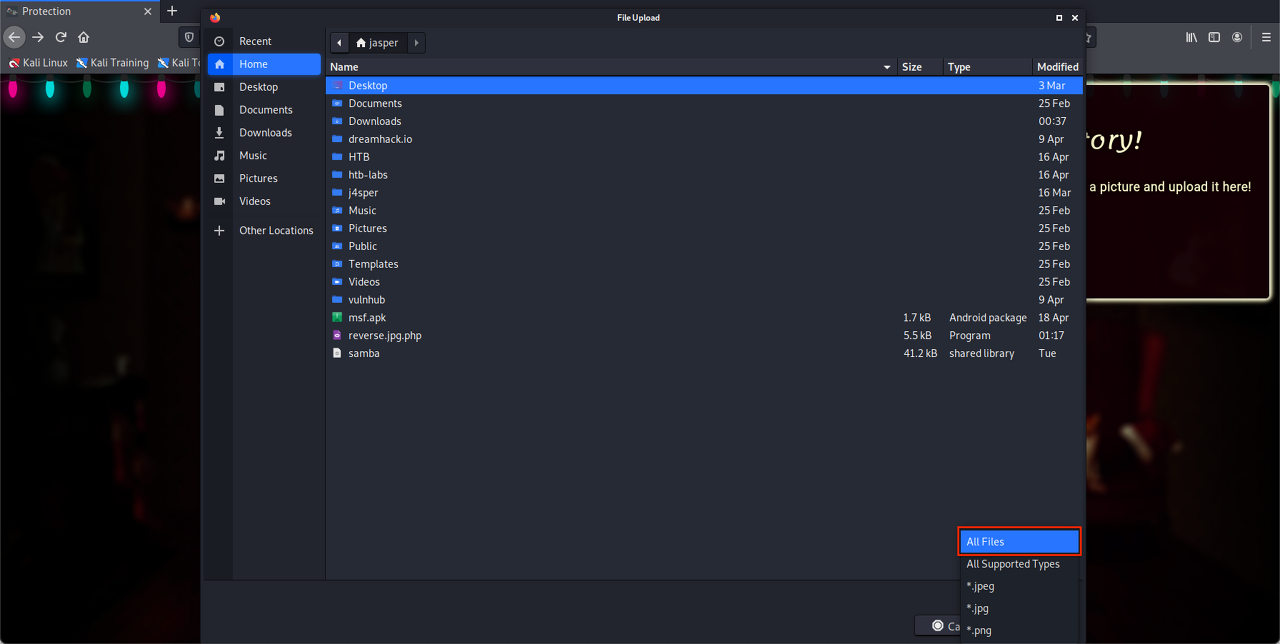 Protection
File Upload
Kali Linux Kali Training Kali To
Recent
Home
Desktop
Documents
Downloads
Music
Pictures
Videos
Other Locations
jasper
Name Size Type Modified
Desktop 3 Mar
Documents 25 Feb
Downloads 00:37
dreamhack.io 9 Apr
HTB 16 Apr
htb-labs 16 Apr
j4sper 16 Mar
Music 25 Feb
Pictures 25 Feb
Public 25 Feb
Templates 25 Feb
Videos 25 Feb
vulnhub 9 Apr
msf.apk 1.7 kB Android package 18 Apr
reverse.jpg.php 5.5 kB Program 01:17
samba 41.2 kB shared library Tue
tory!
a picture and upload it here!
All Files
All Supported Types
*.jpeg
*.jpg
*.png
Ca